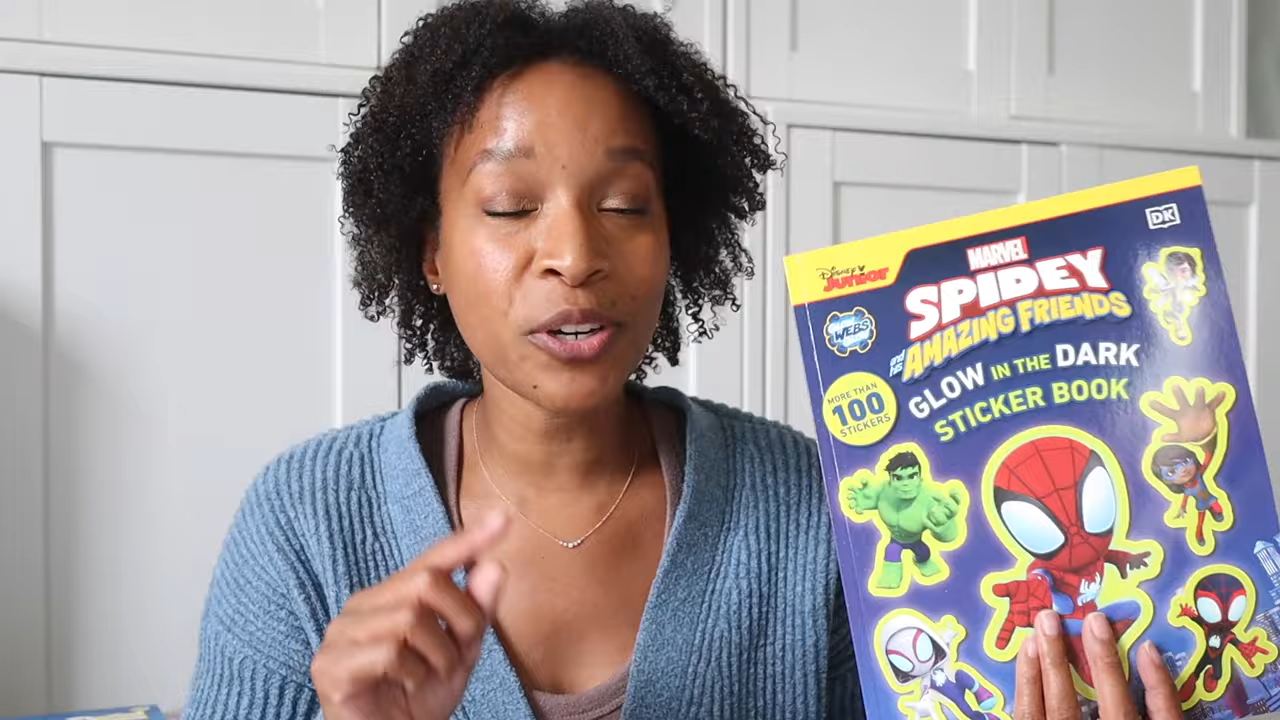 Disney
Junior
DK
MARVEL
SPIDEY
and his
AMAZING FRIENDS
WEBS
GLOW IN THE DARK
STICKER BOOK
MORE THAN
100
STICKERS